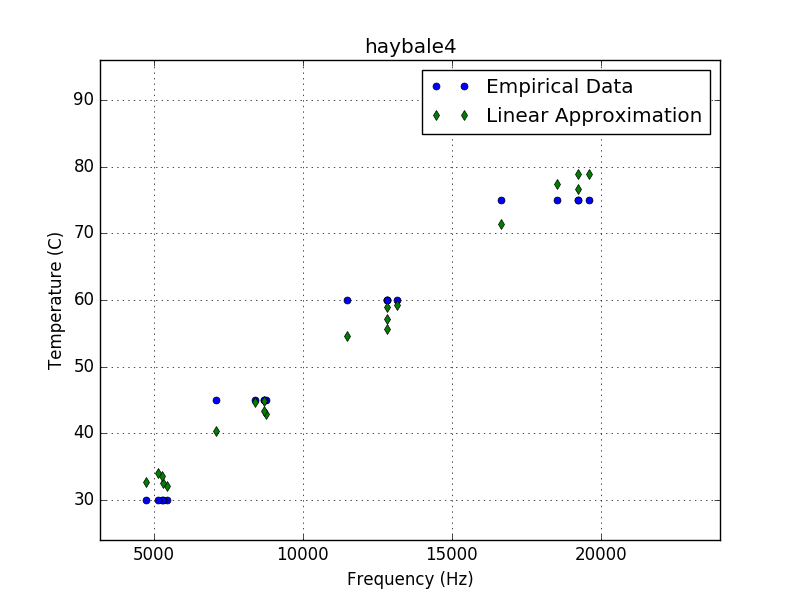 haybale4
Empirical Data
Linear Approximation
90
80
70
60
50
40
30
Temperature (C)
5000 10000 15000 20000
Frequency (Hz)